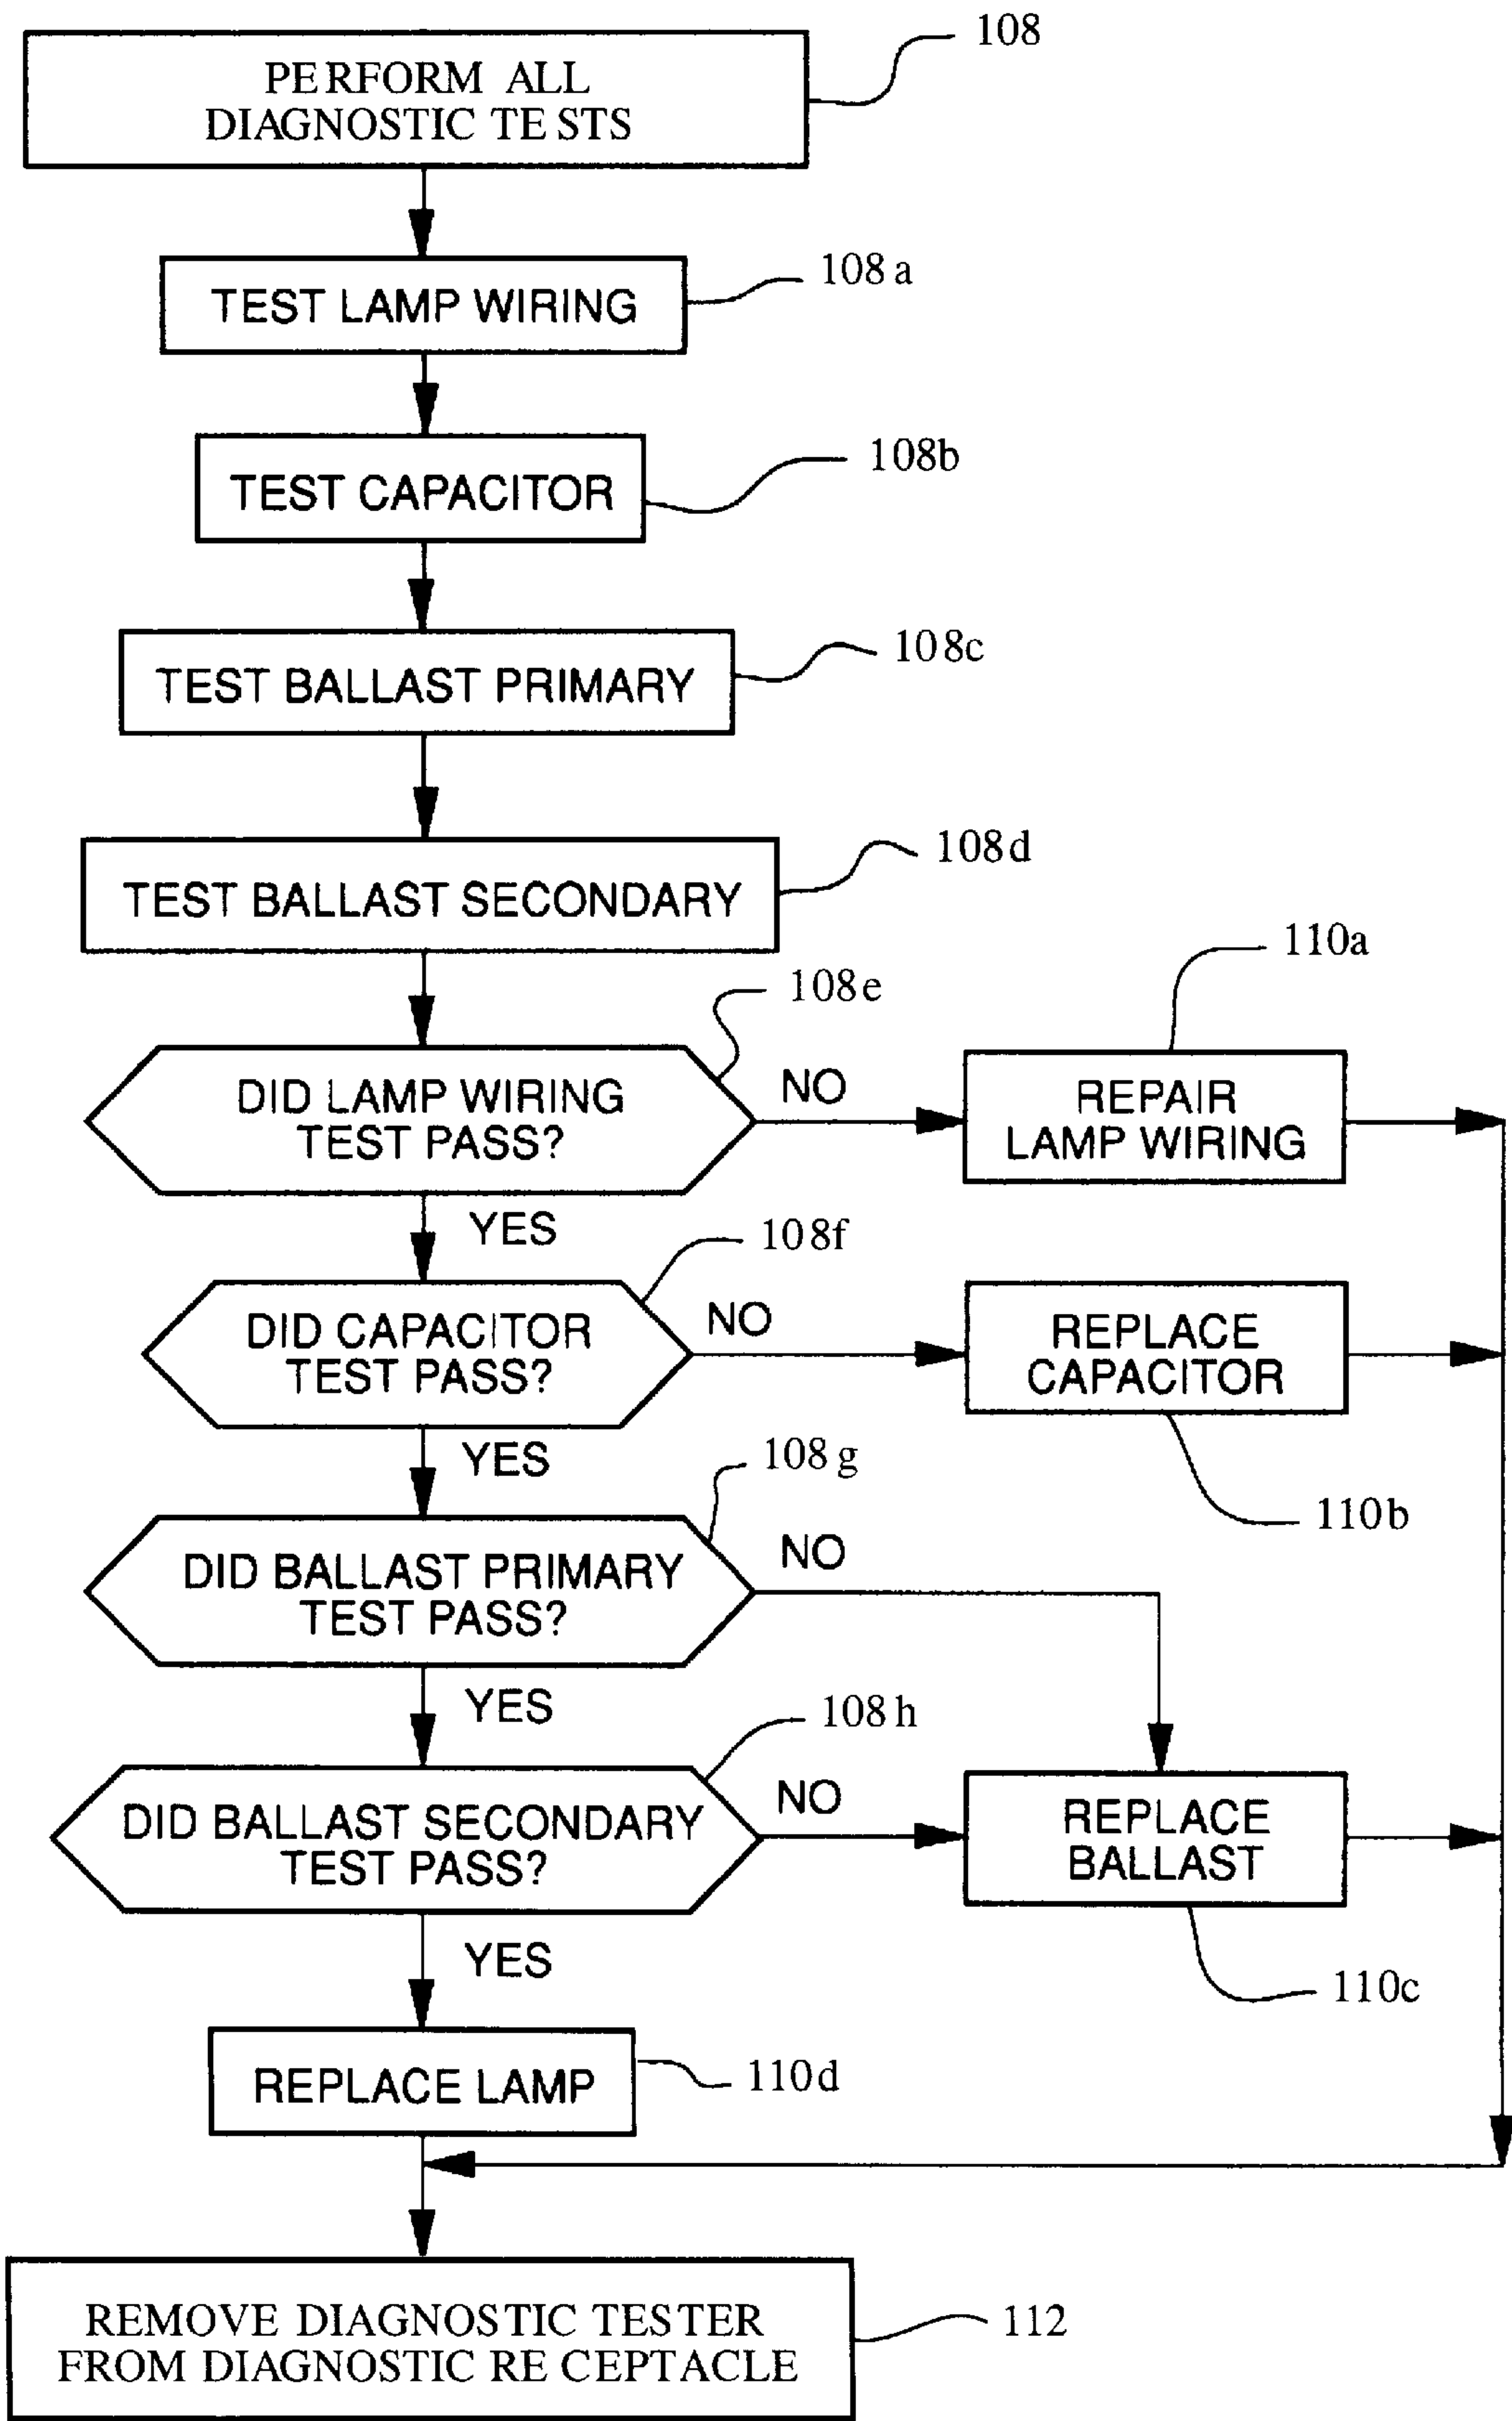 108
PERFORM ALL
DIAGNOSTIC TESTS
108a
TEST LAMP WIRING
108b
TEST CAPACITOR
108c
TEST BALLAST PRIMARY
108d
TEST BALLAST SECONDARY
108e
110a
DID LAMP WIRING
TEST PASS?
NO
REPAIR
LAMP WIRING
YES
108f
DID CAPACITOR
TEST PASS?
NO
REPLACE
CAPACITOR
YES
108g
110b
DID BALLAST PRIMARY
TEST PASS?
NO
YES
108h
DID BALLAST SECONDARY
TEST PASS?
NO
REPLACE
BALLAST
YES
110c
REPLACE LAMP
110d
REMOVE DIAGNOSTIC TESTER
FROM DIAGNOSTIC RECEPTACLE
112